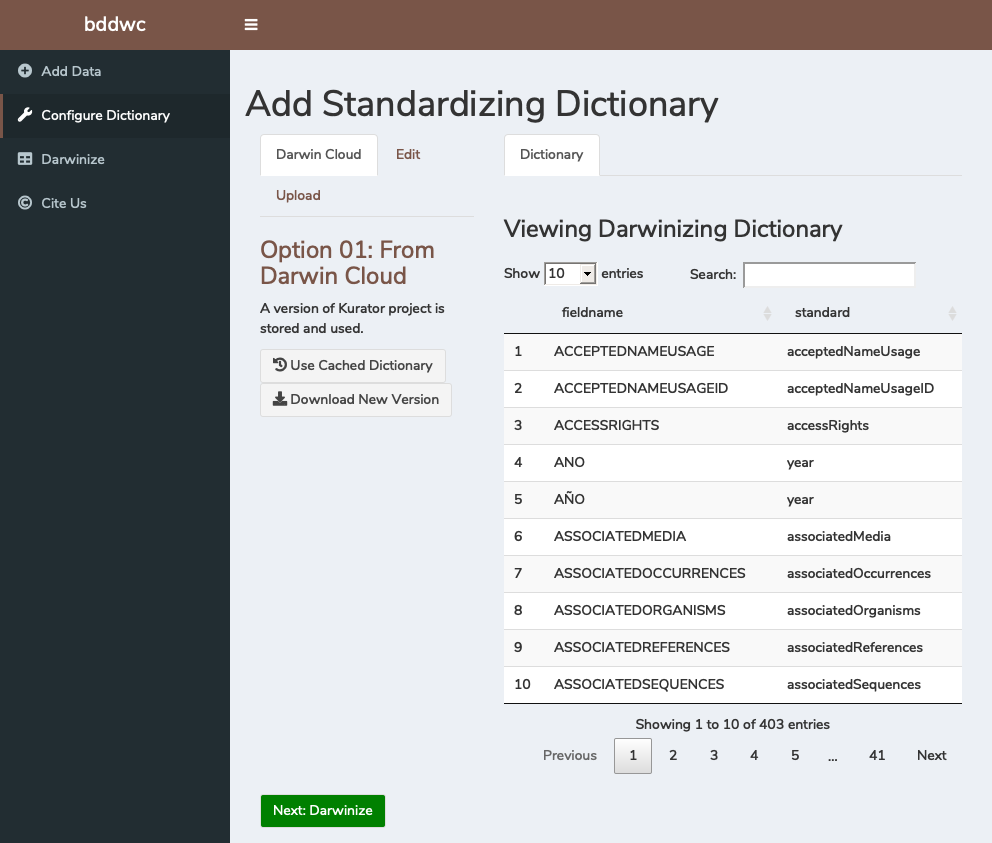 bddwc
Add Data
Configure Dictionary
Darwinize
Cite Us
Add Standardizing Dictionary
Darwin Cloud
Edit
Upload
Option 01: From
Darwin Cloud
A version of Kurator project is
stored and used.
Use Cached Dictionary
Download New Version
Dictionary
Viewing Darwinizing Dictionary
Show 10 entries
Search:
fieldname standard
1 ACCEPTEDNAMEUSAGE acceptedNameUsage
2 ACCEPTEDNAMEUSAGEID acceptedNameUsageID
3 ACCESSRIGHTS accessRights
4 ANO year
5 AÑO year
6 ASSOCIATEDMEDIA associatedMedia
7 ASSOCIATEDOCCURRENCES associatedOccurrences
8 ASSOCIATEDORGANISMS associatedOrganisms
9 ASSOCIATEDREFERENCES associatedReferences
10 ASSOCIATEDSEQUENCES associatedSequences
Showing 1 to 10 of 403 entries
Previous 1 2 3 4 5 ... 41 Next
Next: Darwinize